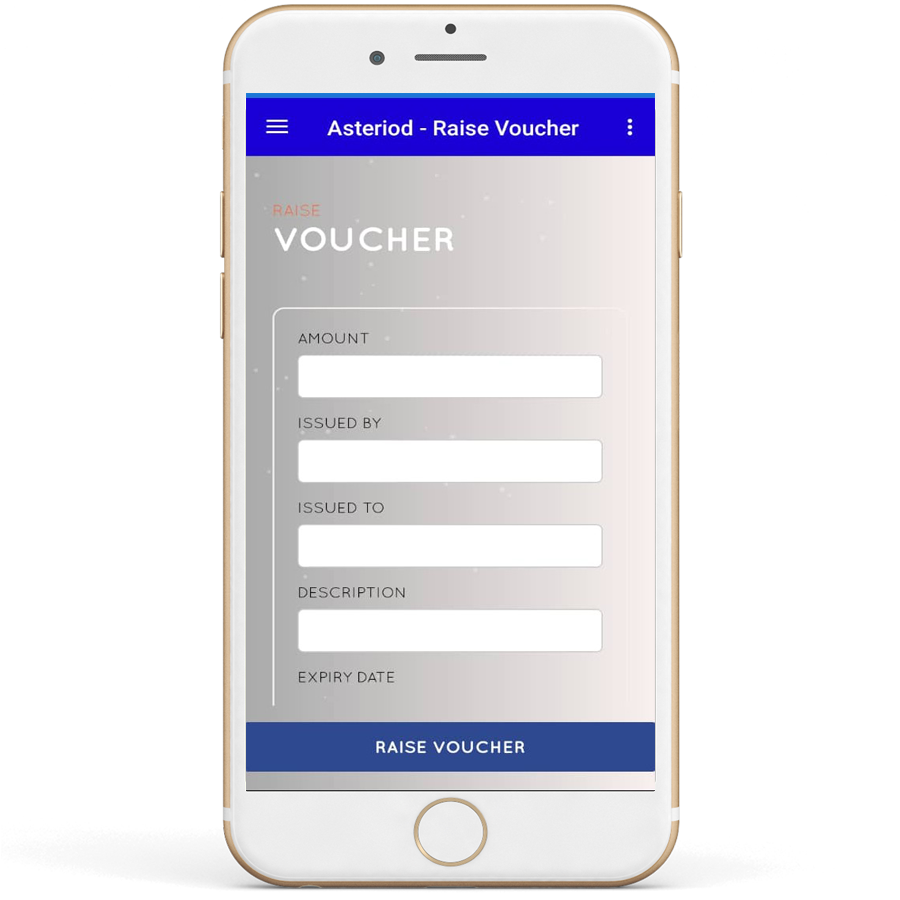 Asteriod - Raise Voucher
RAISE
VOUCHER
AMOUNT
ISSUED BY
ISSUED TO
DESCRIPTION
EXPIRY DATE
RAISE VOUCHER